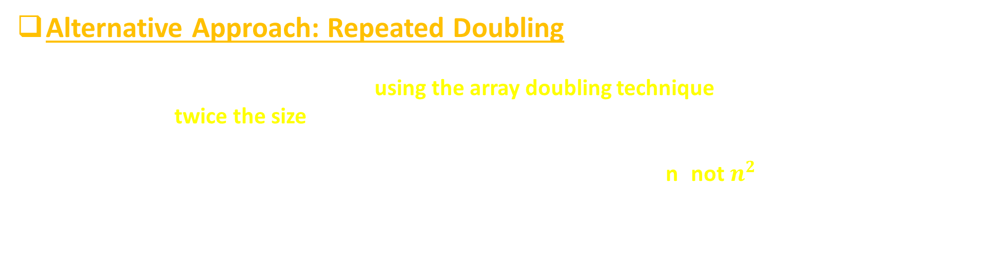 ❑Alternative Approach: Repeated Doubling
using the array doubling technique
twice the size
n not n²